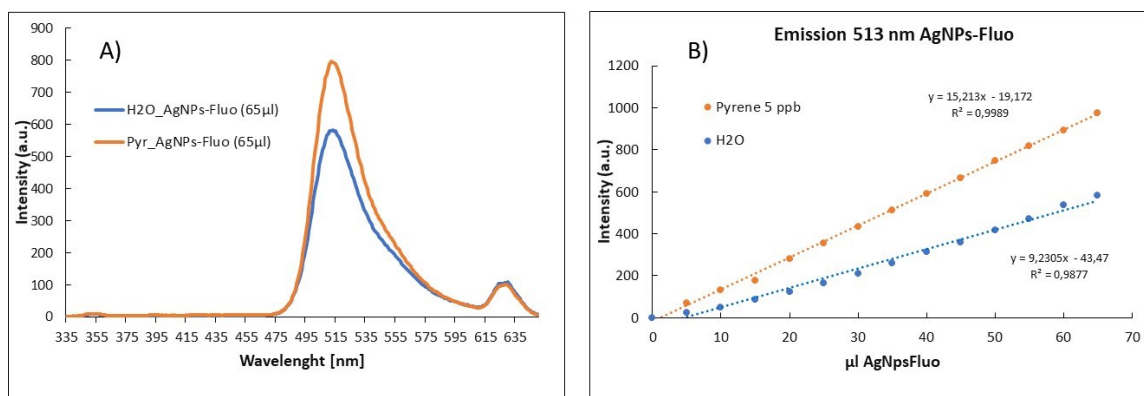 A)
H2O_AgNPs-Fluo (65µl)
Pyr_AgNPs-Fluo (65µl)
Intensity (a.u.)
900
800
700
600
500
400
300
200
100
0
335 355 375 395 415 435 455 475 495 515 535 555 575 595 615 635
Wavelenght [nm]
B)
Emission 513 nm AgNPs-Fluo
Pyrene 5 ppb
H2O
y = 15,213x - 19,172
R² = 0,9989
y = 9,2305x - 43,47
R² = 0,9877
Intensity (a.u.)
1200
1000
800
600
400
200
0
0 10 20 30 40 50 60 70
µl AgNpsFluo